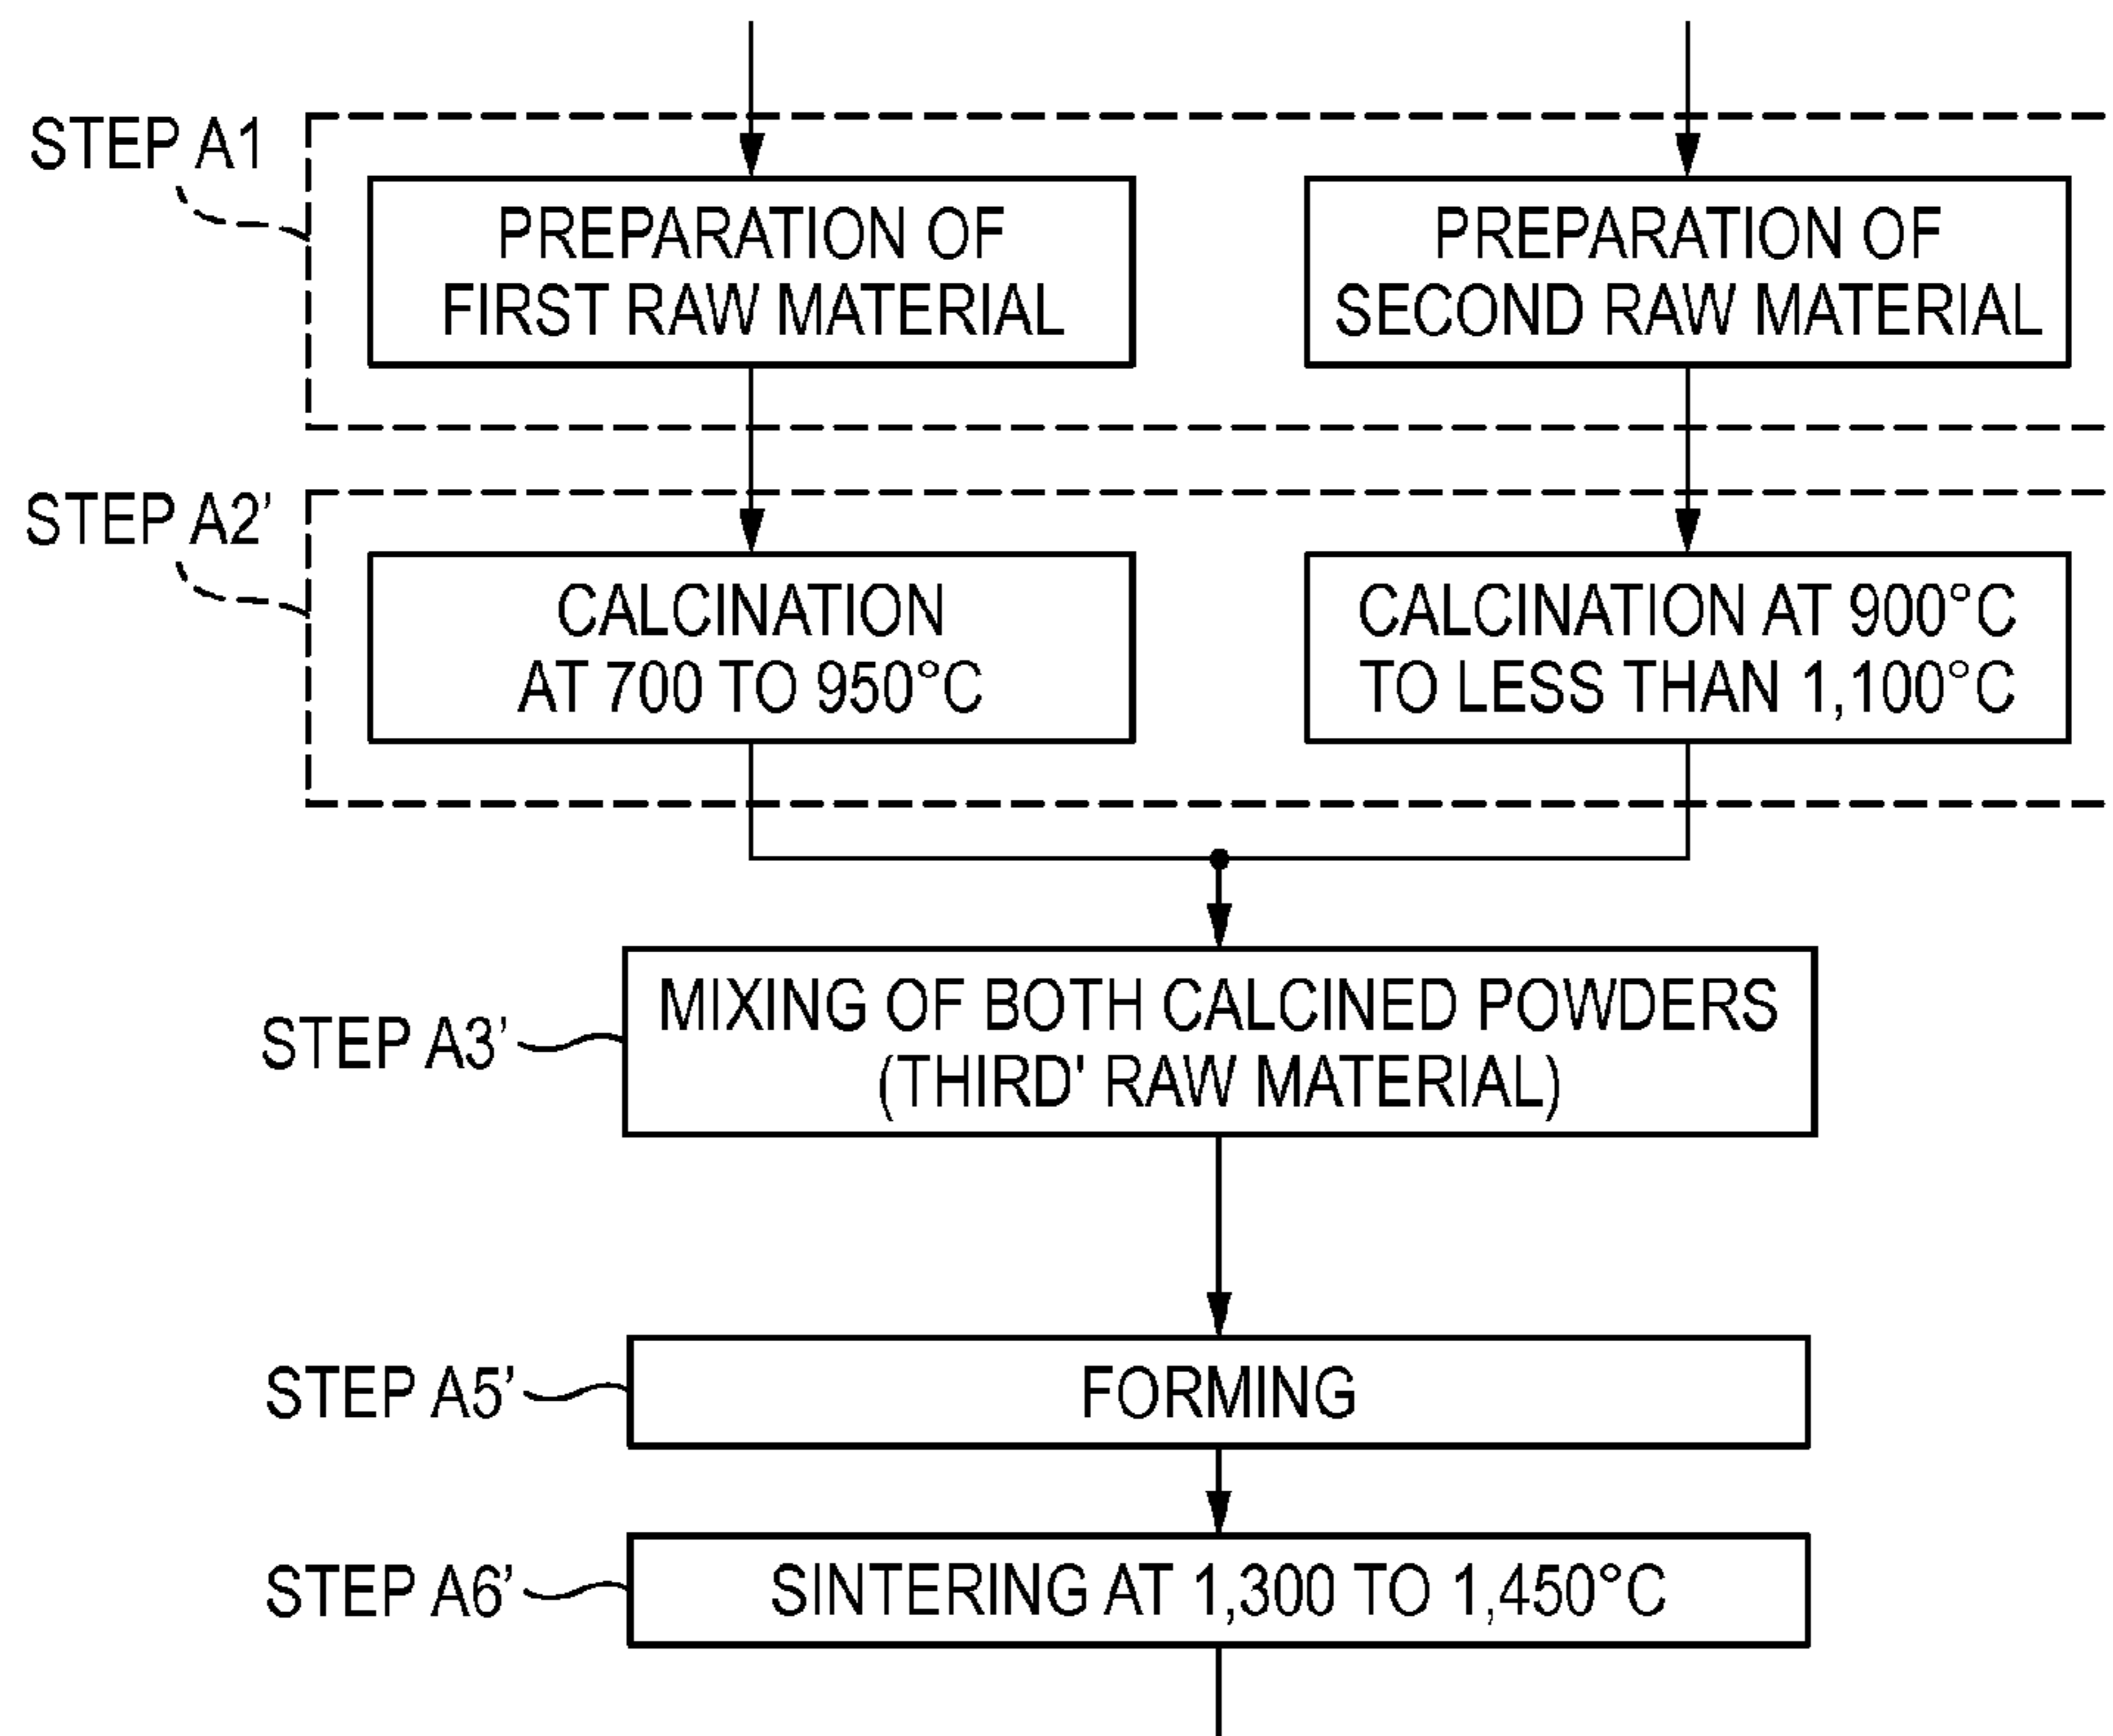 STEP A1
PREPARATION OF
FIRST RAW MATERIAL
PREPARATION OF
SECOND RAW MATERIAL
STEP A2’
CALCINATION
AT 700 TO 950°C
CALCINATION AT 900°C
TO LESS THAN 1,100°C
STEP A3’
MIXING OF BOTH CALCINED POWDERS
(THIRD' RAW MATERIAL)
STEP A5’
FORMING
STEP A6’
SINTERING AT 1,300 TO 1,450°C